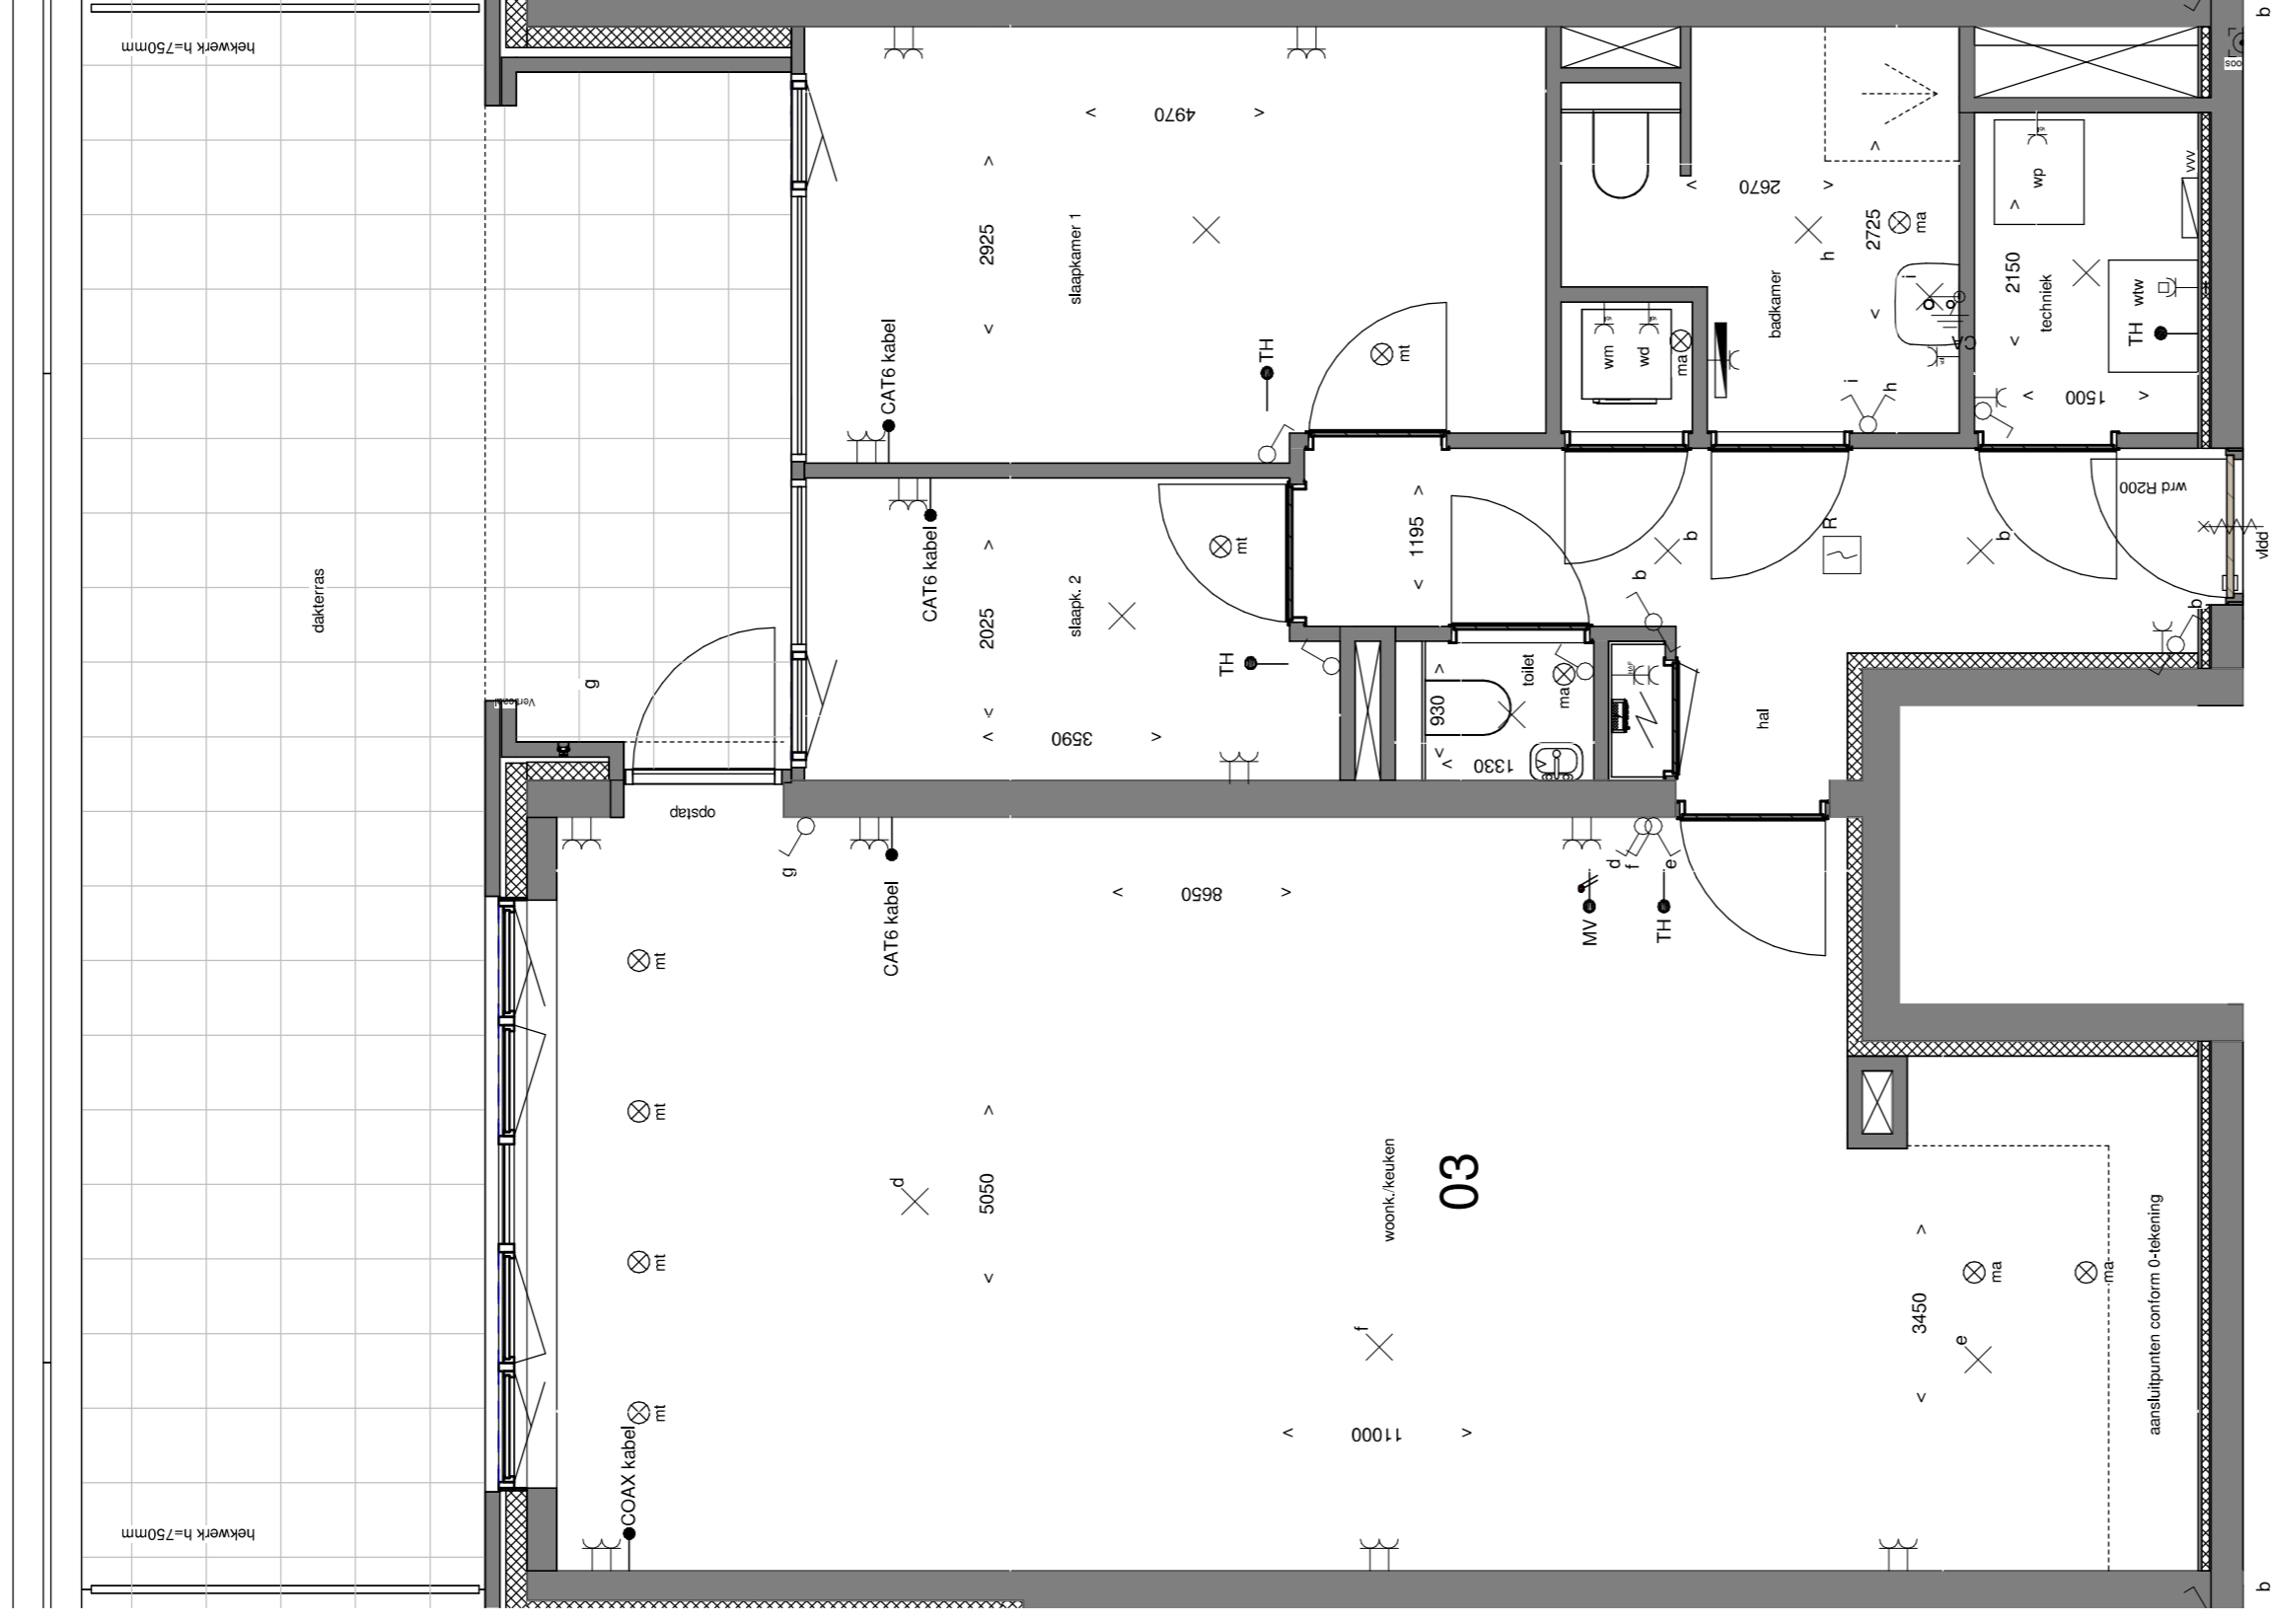 hekwerk h=750mm
dakterras
hekwerk h=750mm
4970
2925
slaapkamer 1
CAT6 kabel
TH
mt
CAT6 kabel
2025
slaapk. 2
mt
TH
3590
g
opstap
g
CAT6 kabel
8650
MV
TH
d
f
e
mt
mt
mt
mt
d
5050
woonk./keuken
03
f
11000
COAX kabel
3450
e
ma
ma
aansluitpunten conform 0-tekening
1195
930
toilet
ma
1330
b
b
R
b
hal
b
wrd R200
vldd
wm
wd
ma
badkamer
2670
h
2725
ma
i
CA
i
h
wp
vvv
2150
techniek
wtw
TH
1500
b
b